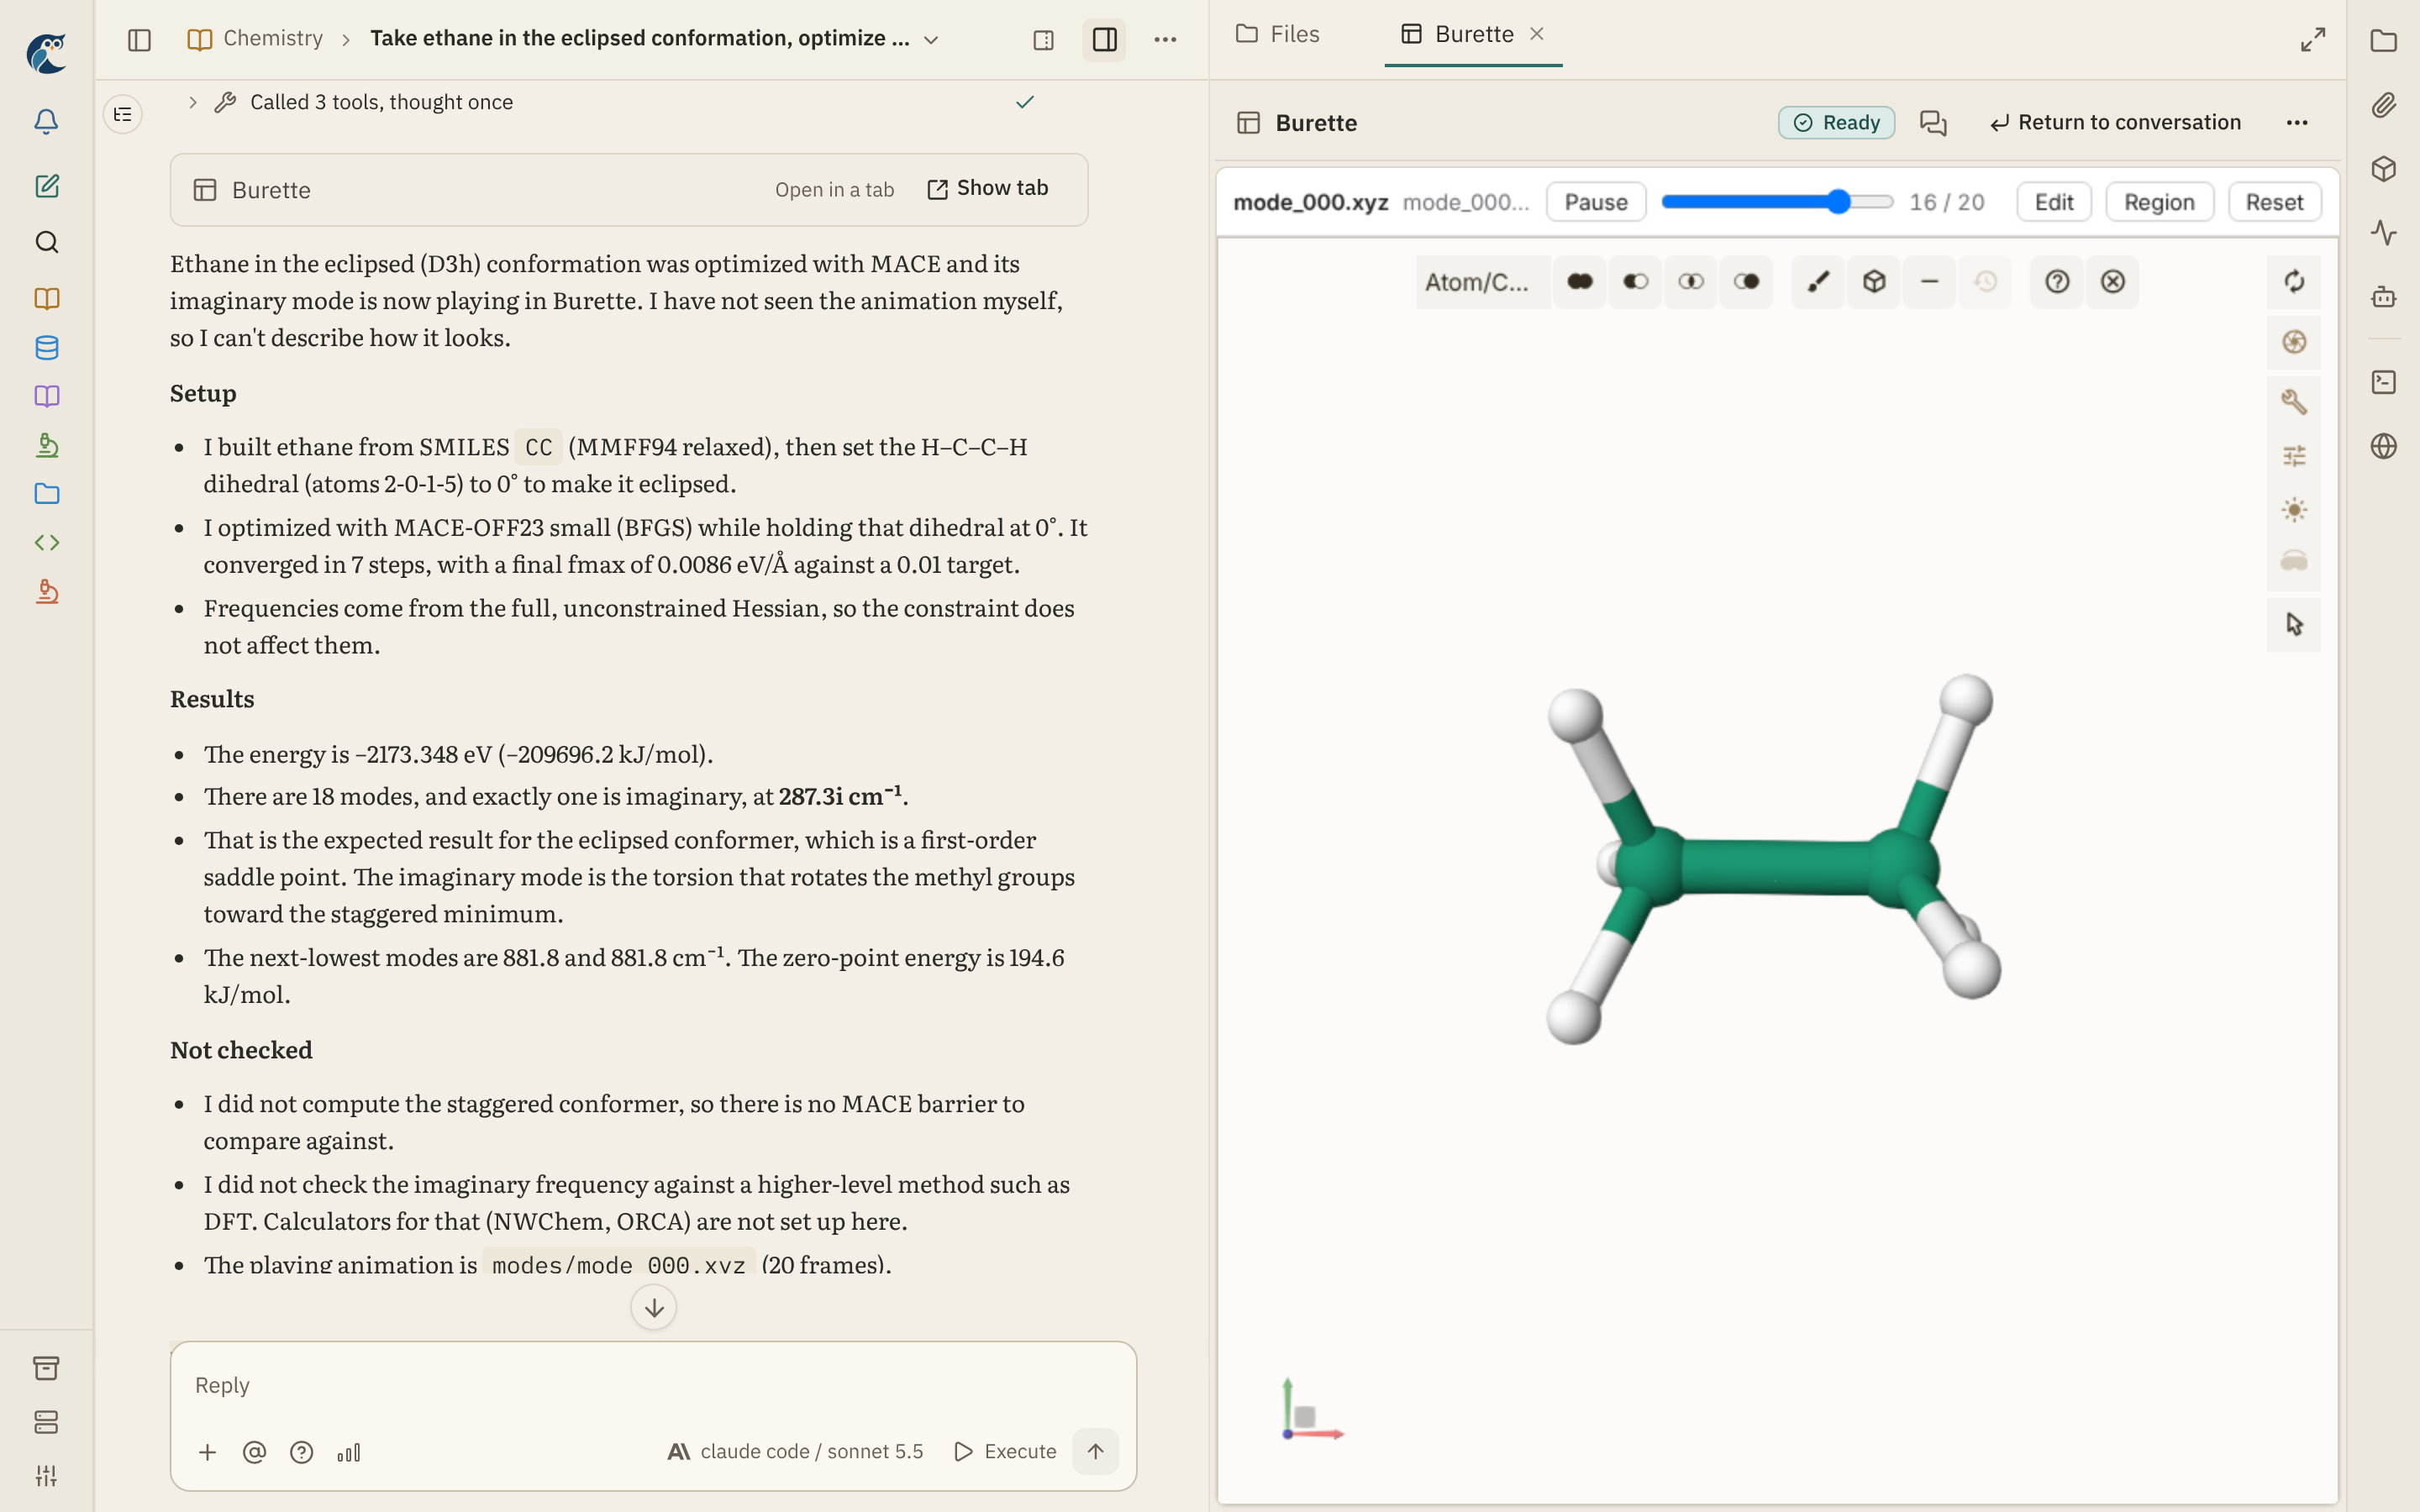 Chemistry
Take ethane in the eclipsed conformation, optimize ...
Called 3 tools, thought once
Burette
Open in a tab
Show tab
Ethane in the eclipsed (D3h) conformation was optimized with MACE and its
imaginary mode is now playing in Burette. I have not seen the animation myself,
so I can't describe how it looks.
Setup
• I built ethane from SMILES CC (MMFF94 relaxed), then set the H–C–C–H
dihedral (atoms 2-0-1-5) to 0° to make it eclipsed.
• I optimized with MACE-OFF23 small (BFGS) while holding that dihedral at 0°. It
converged in 7 steps, with a final fmax of 0.0086 eV/Å against a 0.01 target.
• Frequencies come from the full, unconstrained Hessian, so the constraint does
not affect them.
Results
• The energy is –2173.348 eV (–209696.2 kJ/mol).
• There are 18 modes, and exactly one is imaginary, at 287.3i cm⁻¹.
• That is the expected result for the eclipsed conformer, which is a first-order
saddle point. The imaginary mode is the torsion that rotates the methyl groups
toward the staggered minimum.
• The next-lowest modes are 881.8 and 881.8 cm⁻¹. The zero-point energy is 194.6
kJ/mol.
Not checked
• I did not compute the staggered conformer, so there is no MACE barrier to
compare against.
• I did not check the imaginary frequency against a higher-level method such as
DFT. Calculators for that (NWChem, ORCA) are not set up here.
• The playing animation is modes/mode_000.xyz (20 frames).
Reply
claude code / sonnet 5.5
Execute
Files
Burette
Burette
Ready
Return to conversation
mode_000.xyz
mode_000...
Pause
16 / 20
Edit
Region
Reset
Atom/C...